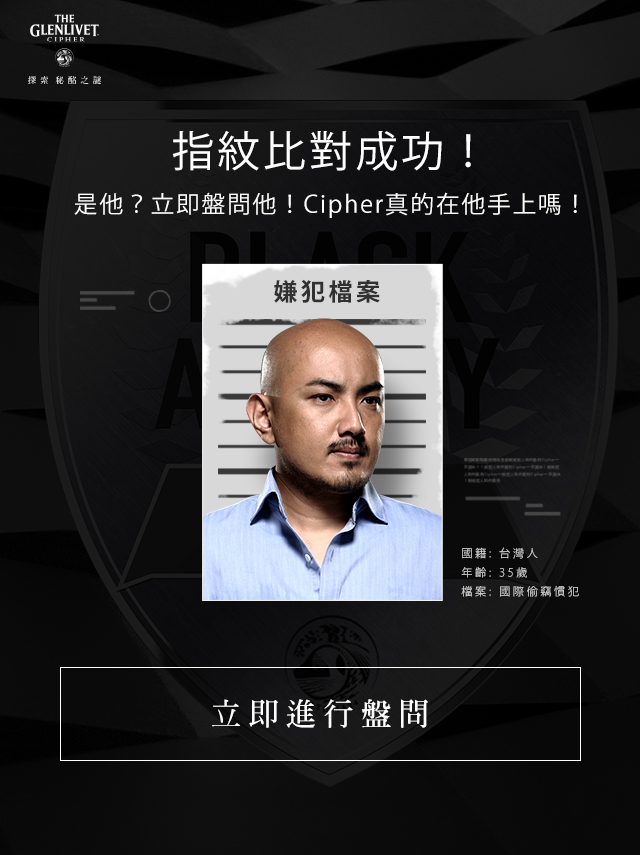 THE
GLENLIVET
CIPHER
探索 秘酩之謎
指紋比對成功！
是他？立即盤問他！Cipher真的在他手上嗎！
BLACK
嫌犯檔案
國籍: 台灣人
年齡: 35歲
檔案: 國際偷竊慣犯
立即進行盤問